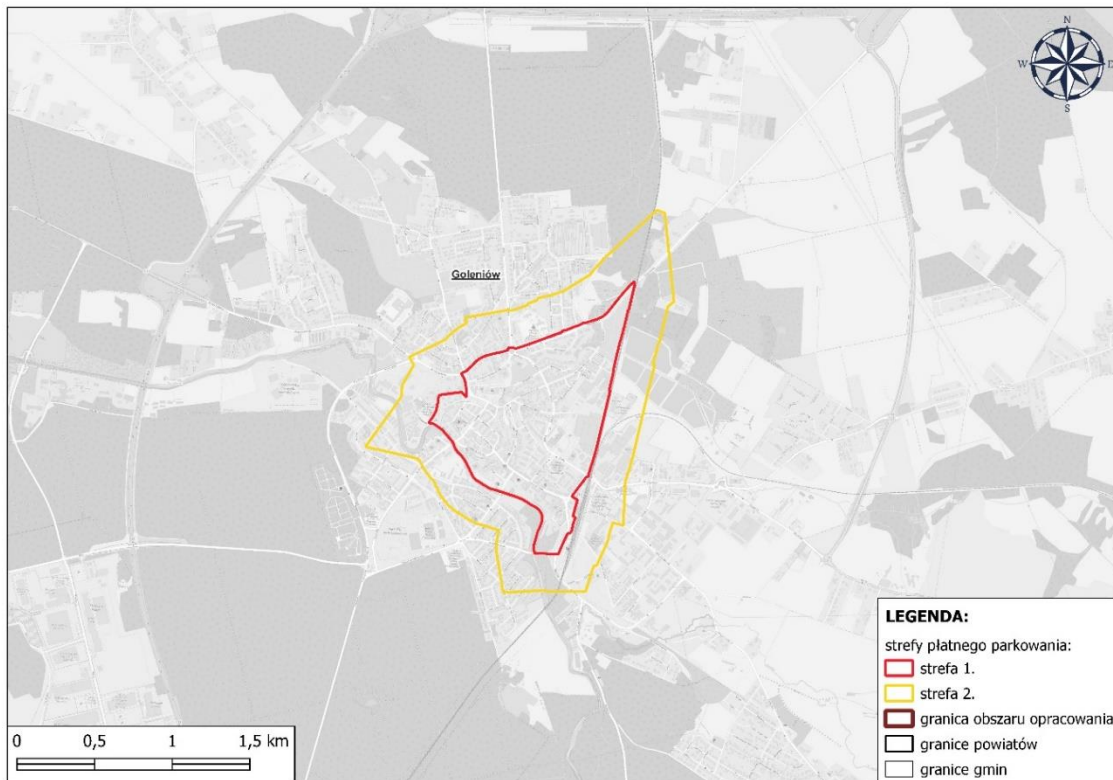 N
W
E
S
Goleniów
LEGENDA:
strefy płatnego parkowania:
strefa 1.
strefa 2.
granica obszaru opracowania
granice powiatów
granice gmin
0 0,5 1 1,5 km